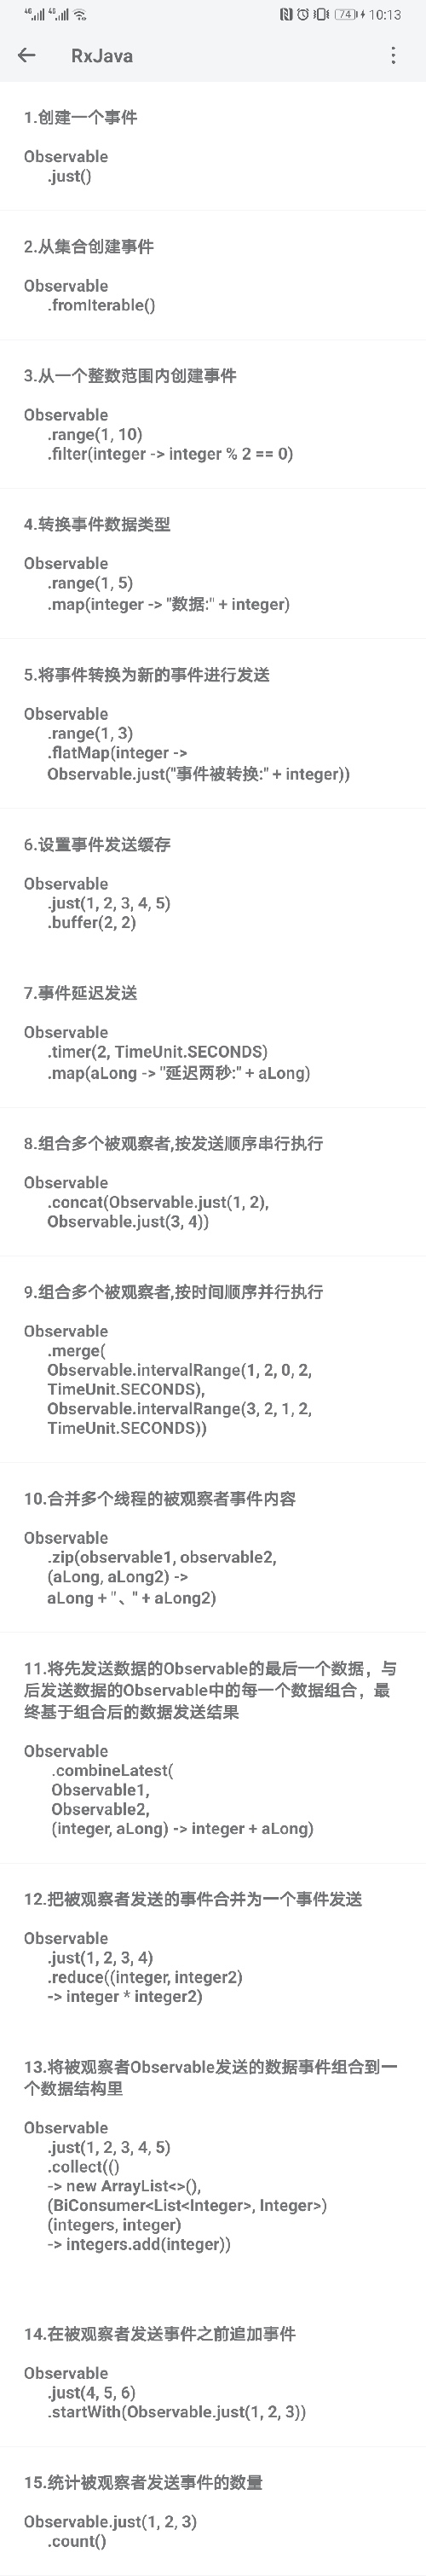 4G 4G 74 10:13
RxJava
1.创建一个事件
Observable
.just()
2.从集合创建事件
Observable
.fromIterable()
3.从一个整数范围内创建事件
Observable
.range(1, 10)
.filter(integer -> integer % 2 == 0)
4.转换事件数据类型
Observable
.range(1, 5)
.map(integer -> "数据:" + integer)
5.将事件转换为新的事件进行发送
Observable
.range(1, 3)
.flatMap(integer ->
Observable.just("事件被转换:" + integer))
6.设置事件发送缓存
Observable
.just(1, 2, 3, 4, 5)
.buffer(2, 2)
7.事件延迟发送
Observable
.timer(2, TimeUnit.SECONDS)
.map(aLong -> "延迟两秒:" + aLong)
8.组合多个被观察者,按发送顺序串行执行
Observable
.concat(Observable.just(1, 2),
Observable.just(3, 4))
9.组合多个被观察者,按时间顺序并行执行
Observable
.merge(
Observable.intervalRange(1, 2, 0, 2,
TimeUnit.SECONDS),
Observable.intervalRange(3, 2, 1, 2,
TimeUnit.SECONDS))
10.合并多个线程的被观察者事件内容
Observable
.zip(observable1, observable2,
(aLong, aLong2) ->
aLong + "、" + aLong2)
11.将先发送数据的Observable的最后一个数据，与
后发送数据的Observable中的每一个数据组合，最
终基于组合后的数据发送结果
Observable
.combineLatest(
Observable1,
Observable2,
(integer, aLong) -> integer + aLong)
12.把被观察者发送的事件合并为一个事件发送
Observable
.just(1, 2, 3, 4)
.reduce((integer, integer2)
-> integer * integer2)
13.将被观察者Observable发送的数据事件组合到一
个数据结构里
Observable
.just(1, 2, 3, 4, 5)
.collect(()
-> new ArrayList<>(),
(BiConsumer<List<Integer>, Integer>)
(integers, integer)
-> integers.add(integer))
14.在被观察者发送事件之前追加事件
Observable
.just(4, 5, 6)
.startWith(Observable.just(1, 2, 3))
15.统计被观察者发送事件的数量
Observable.just(1, 2, 3)
.count()